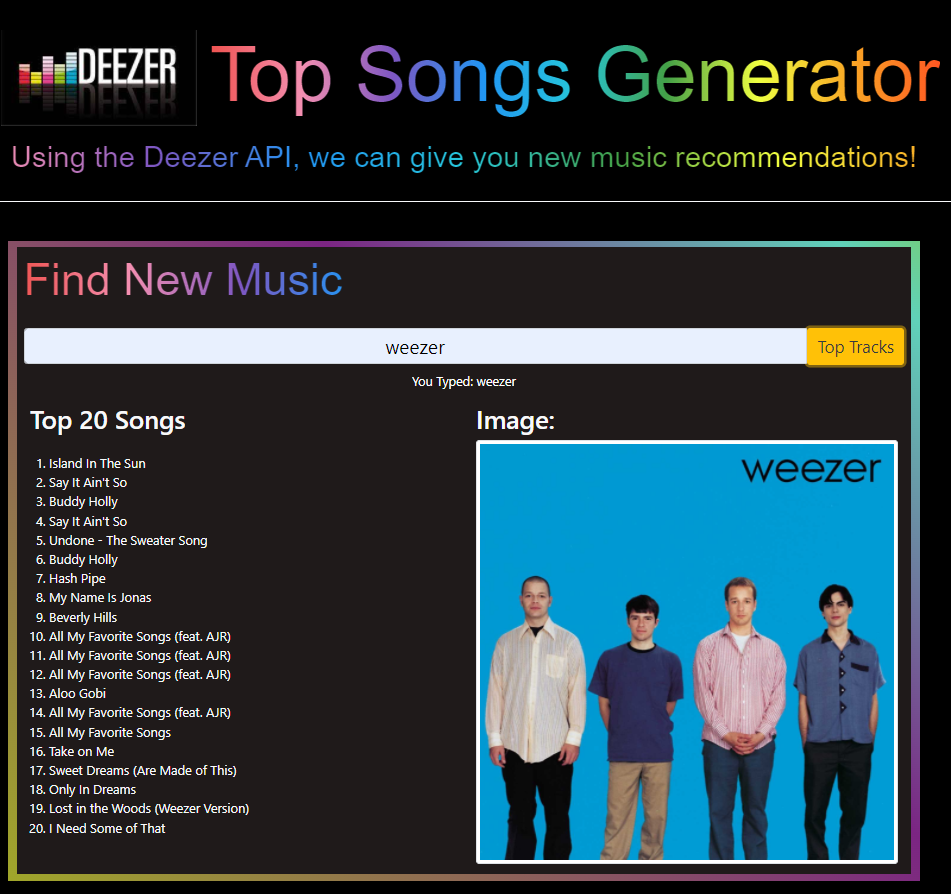 DEEZER
Top Songs Generator
Using the Deezer API, we can give you new music recommendations!
Find New Music
weezer
Top Tracks
You Typed: weezer
Top 20 Songs
1. Island In The Sun
2. Say It Ain't So
3. Buddy Holly
4. Say It Ain't So
5. Undone - The Sweater Song
6. Buddy Holly
7. Hash Pipe
8. My Name Is Jonas
9. Beverly Hills
10. All My Favorite Songs (feat. AJR)
11. All My Favorite Songs (feat. AJR)
12. All My Favorite Songs (feat. AJR)
13. Aloo Gobi
14. All My Favorite Songs (feat. AJR)
15. All My Favorite Songs
16. Take on Me
17. Sweet Dreams (Are Made of This)
18. Only In Dreams
19. Lost in the Woods (Weezer Version)
20. I Need Some of That
Image:
weezer